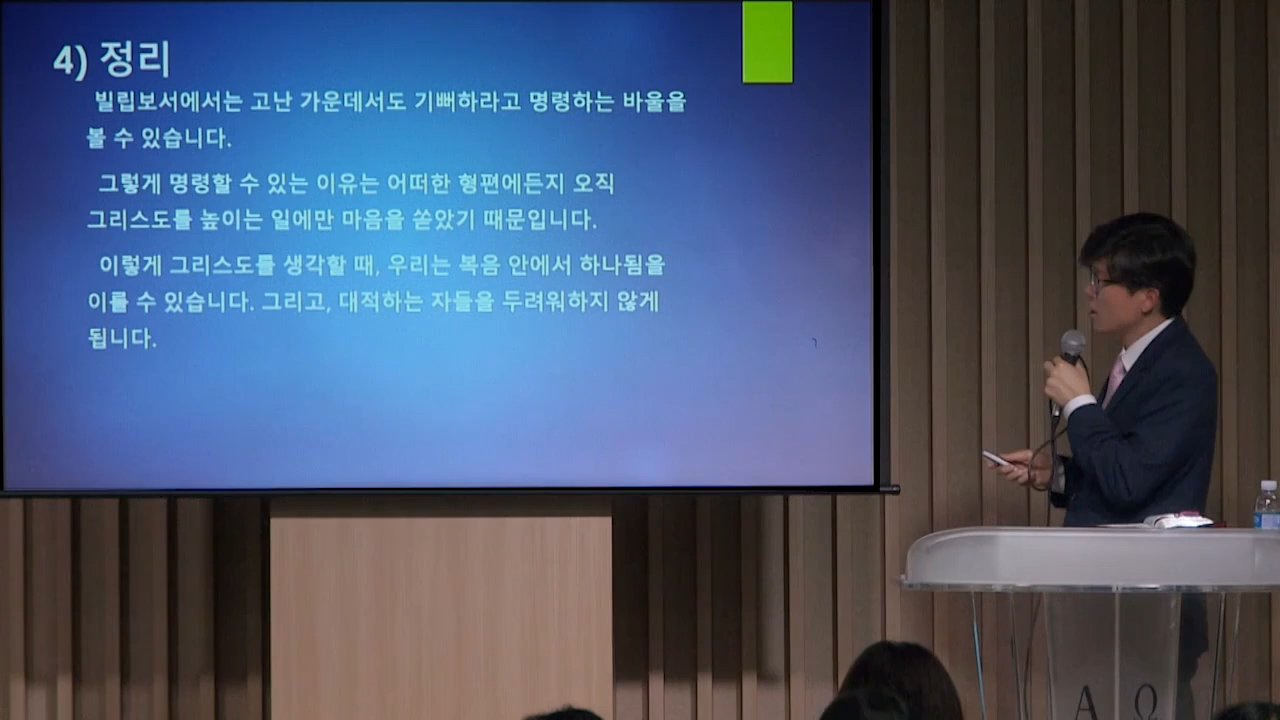 4) 정리
빌립보서에서는 고난 가운데서도 기뻐하라고 명령하는 바울을
볼 수 있습니다.
그렇게 명령할 수 있는 이유는 어떠한 형편에든지 오직
그리스도를 높이는 일에만 마음을 쏟았기 때문입니다.
이렇게 그리스도를 생각할 때, 우리는 복음 안에서 하나됨을
이룰 수 있습니다. 그리고, 대적하는 자들을 두려워하지 않게
됩니다.